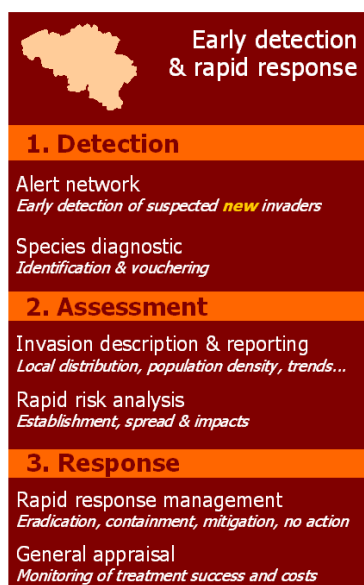 Early detection
& rapid response
1. Detection
Alert network
Early detection of suspected new invaders
Species diagnostic
Identification & vouchering
2. Assessment
Invasion description & reporting
Local distribution, population density, trends...
Rapid risk analysis
Establishment, spread & impacts
3. Response
Rapid response management
Eradication, containment, mitigation, no action
General appraisal
Monitoring of treatment success and costs